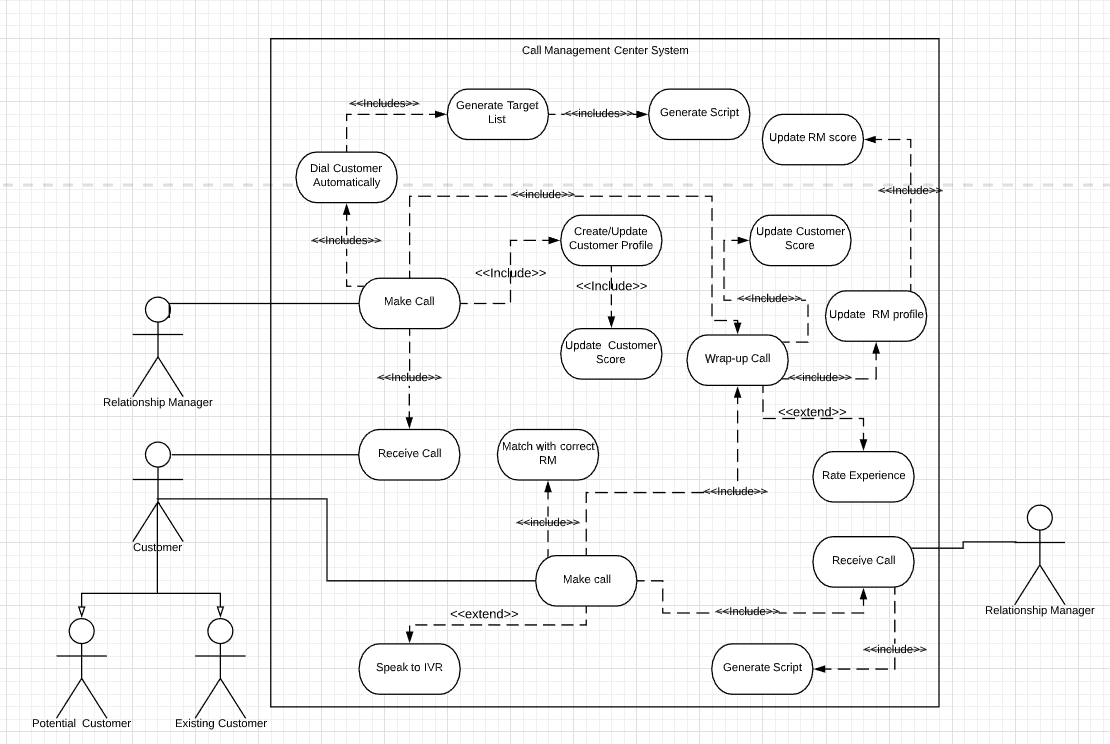 Call Management Center System
<<Includes>>
Generate Target
List
<<includes>>
Generate Script
Update RM score
Dial Customer
Automatically
<<Include>>
<<include>>
<<Includes>>
Create/Update
Customer Profile
Update Customer
Score
<<Include>>
<<Include>>
<<Include>>
Make Call
Update  RM profile
Update  Customer
Score
Wrap-up Call
<<Include>>
<<include>>
Relationship Manager
<<extend>>
Receive Call
Match with correct
RM
Rate Experience
<<Include>>
<<include>>
Customer
Make call
Receive Call
<<extend>>
<<Include>>
Relationship Manager
<<include>>
Speak to IVR
Generate Script
Potential  Customer
Existing Customer